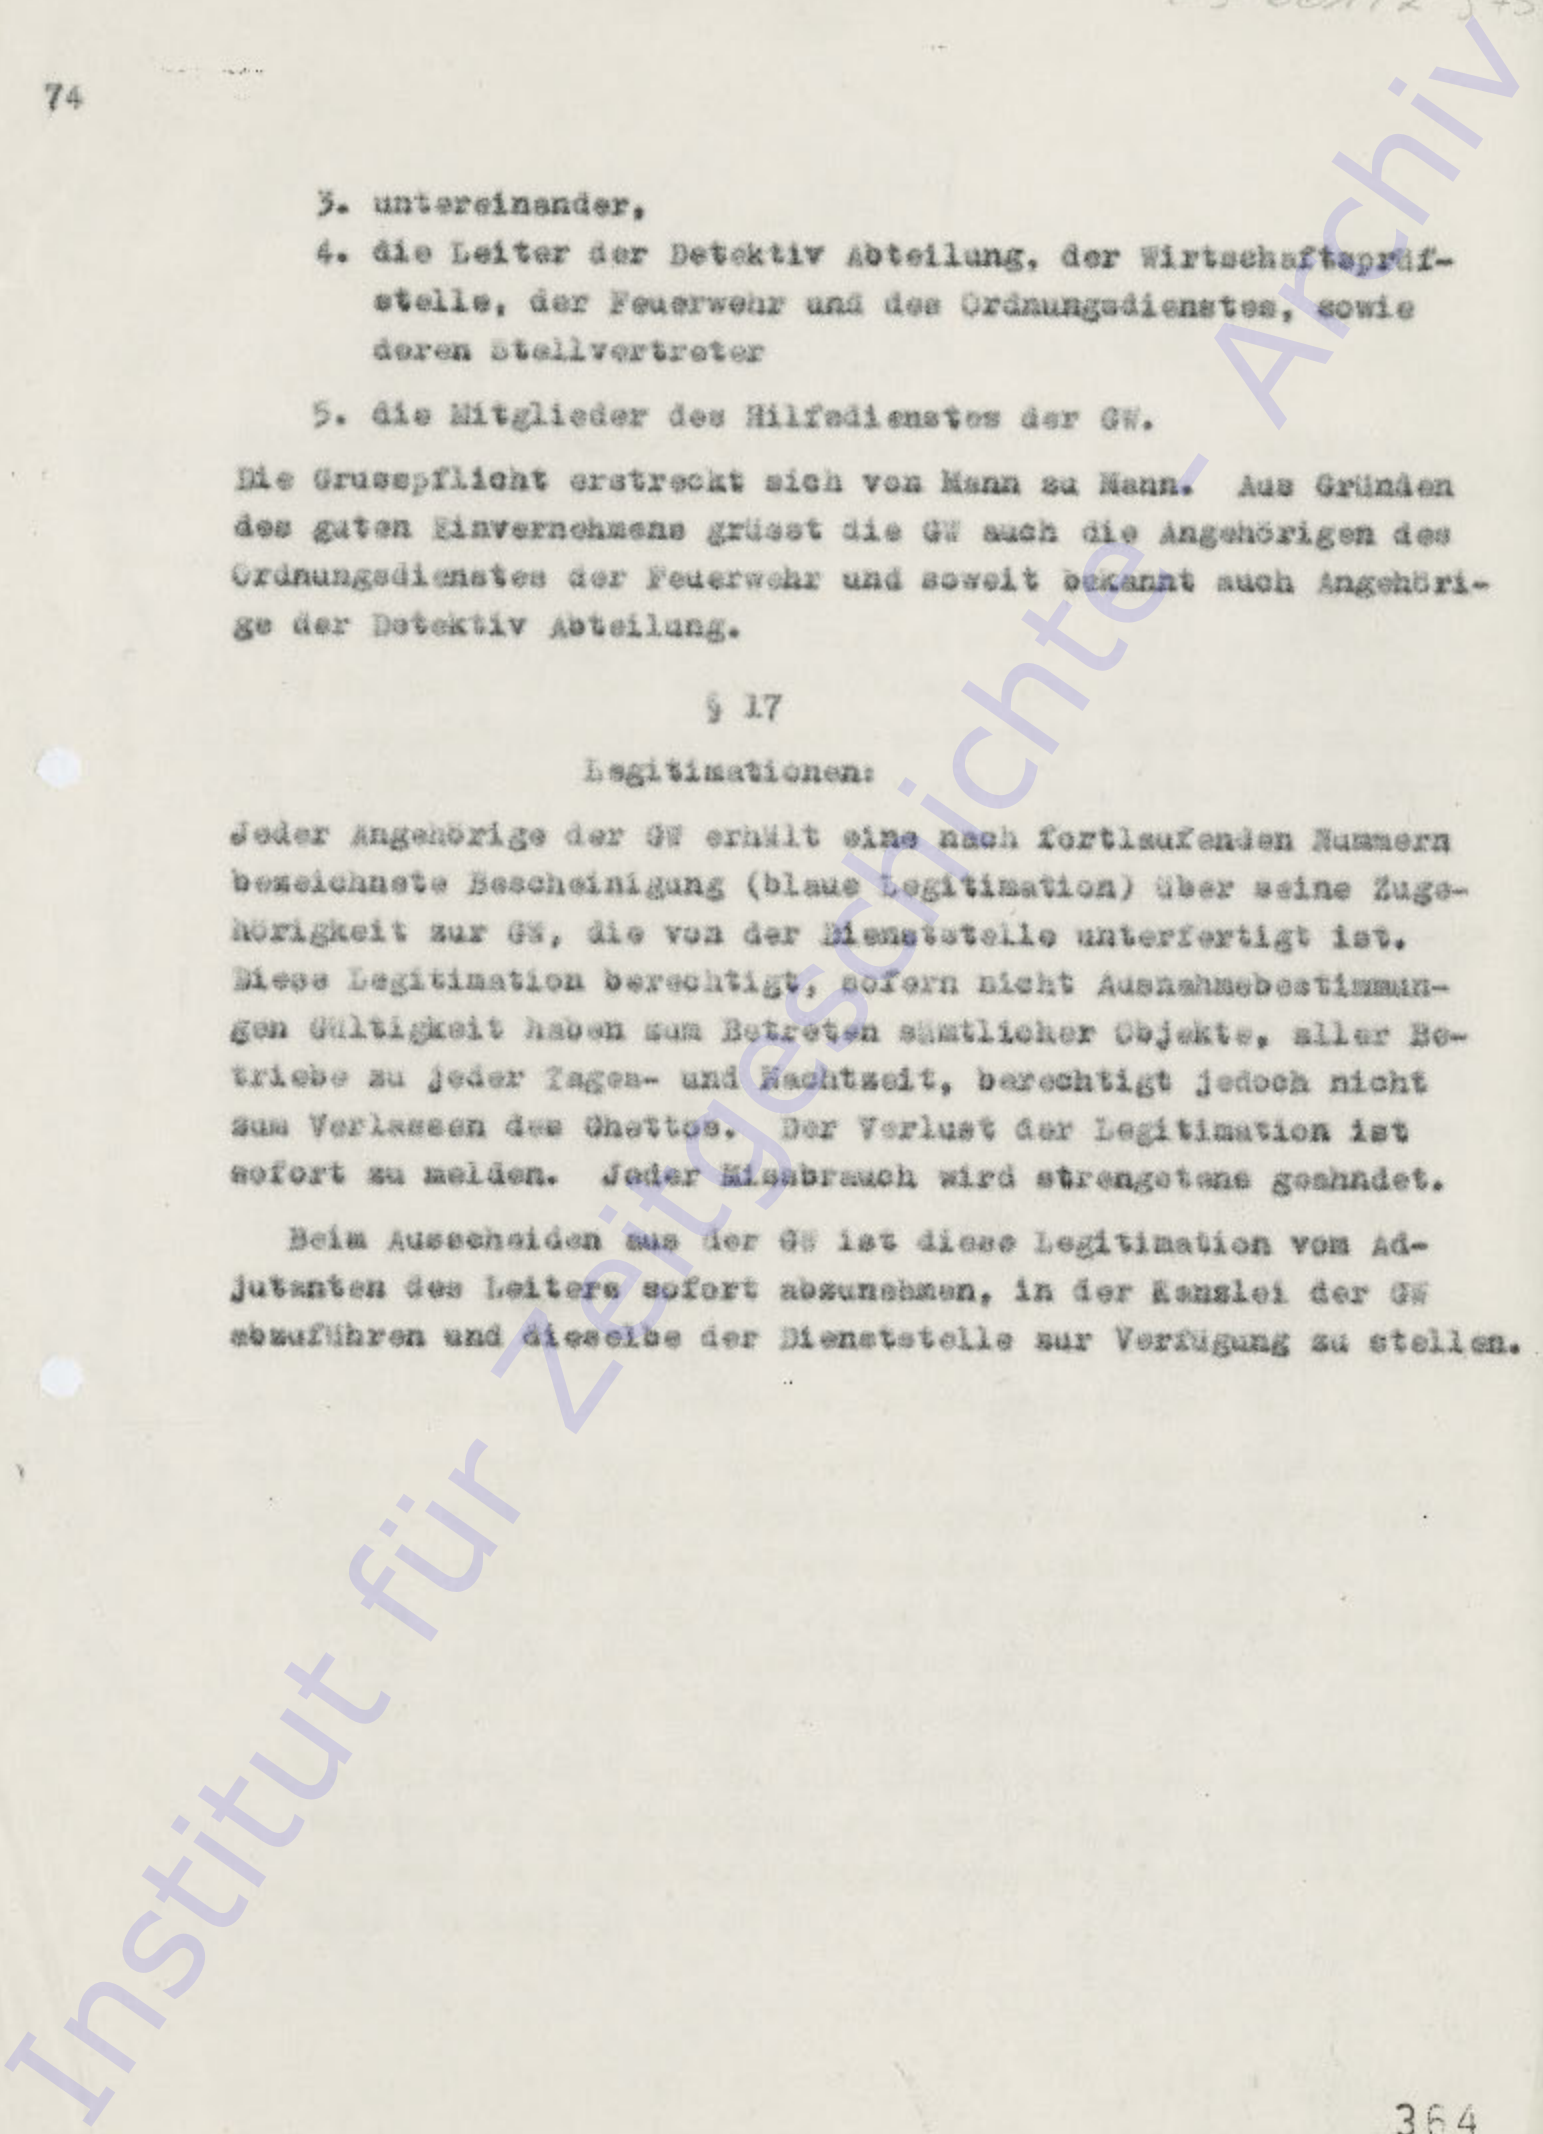 74
3. untereinander,
4. die Leiter der Detektiv Abteilung, der Wirtschaftsprüf-
stelle, der Feuerwehr und des Ordnungsdienstes, sowie
deren Stellvertreter
5. die Mitglieder des Hilfsdienstes der GW.
Die Grusspflicht erstreckt sich von Mann zu Mann. Aus Gründen
des guten Einvernehmens grüsst die GW auch die Angehörigen des
Ordnungsdienstes der Feuerwehr und soweit bekannt auch Angehöri-
ge der Detektiv Abteilung.
§ 17
Legitimationen:
Jeder Angehörige der GW erhält eine nach fortlaufenden Nummern
bezeichnete Bescheinigung (blaue Legitimation) über seine Zuge-
hörigkeit zur GW, die von der Dienststelle unterfertigt ist.
Diese Legitimation berechtigt, sofern nicht Ausnahmebestimmun-
gen Gültigkeit haben zum Betreten sämtlicher Objekte, aller Be-
triebe zu jeder Tages- und Nachtzeit, berechtigt jedoch nicht
zum Verlassen des Ghettos. Der Verlust der Legitimation ist
sofort zu melden. Jeder Missbrauch wird strengstens geahndet.
Beim Ausscheiden aus der GW ist diese Legitimation vom Ad-
jutanten des Leiters sofort abzunehmen, in der Kanzlei der GW
abzuführen und dieselbe der Dienststelle zur Verfügung zu stellen.
364
Institut für Zeitgeschichte - Archiv